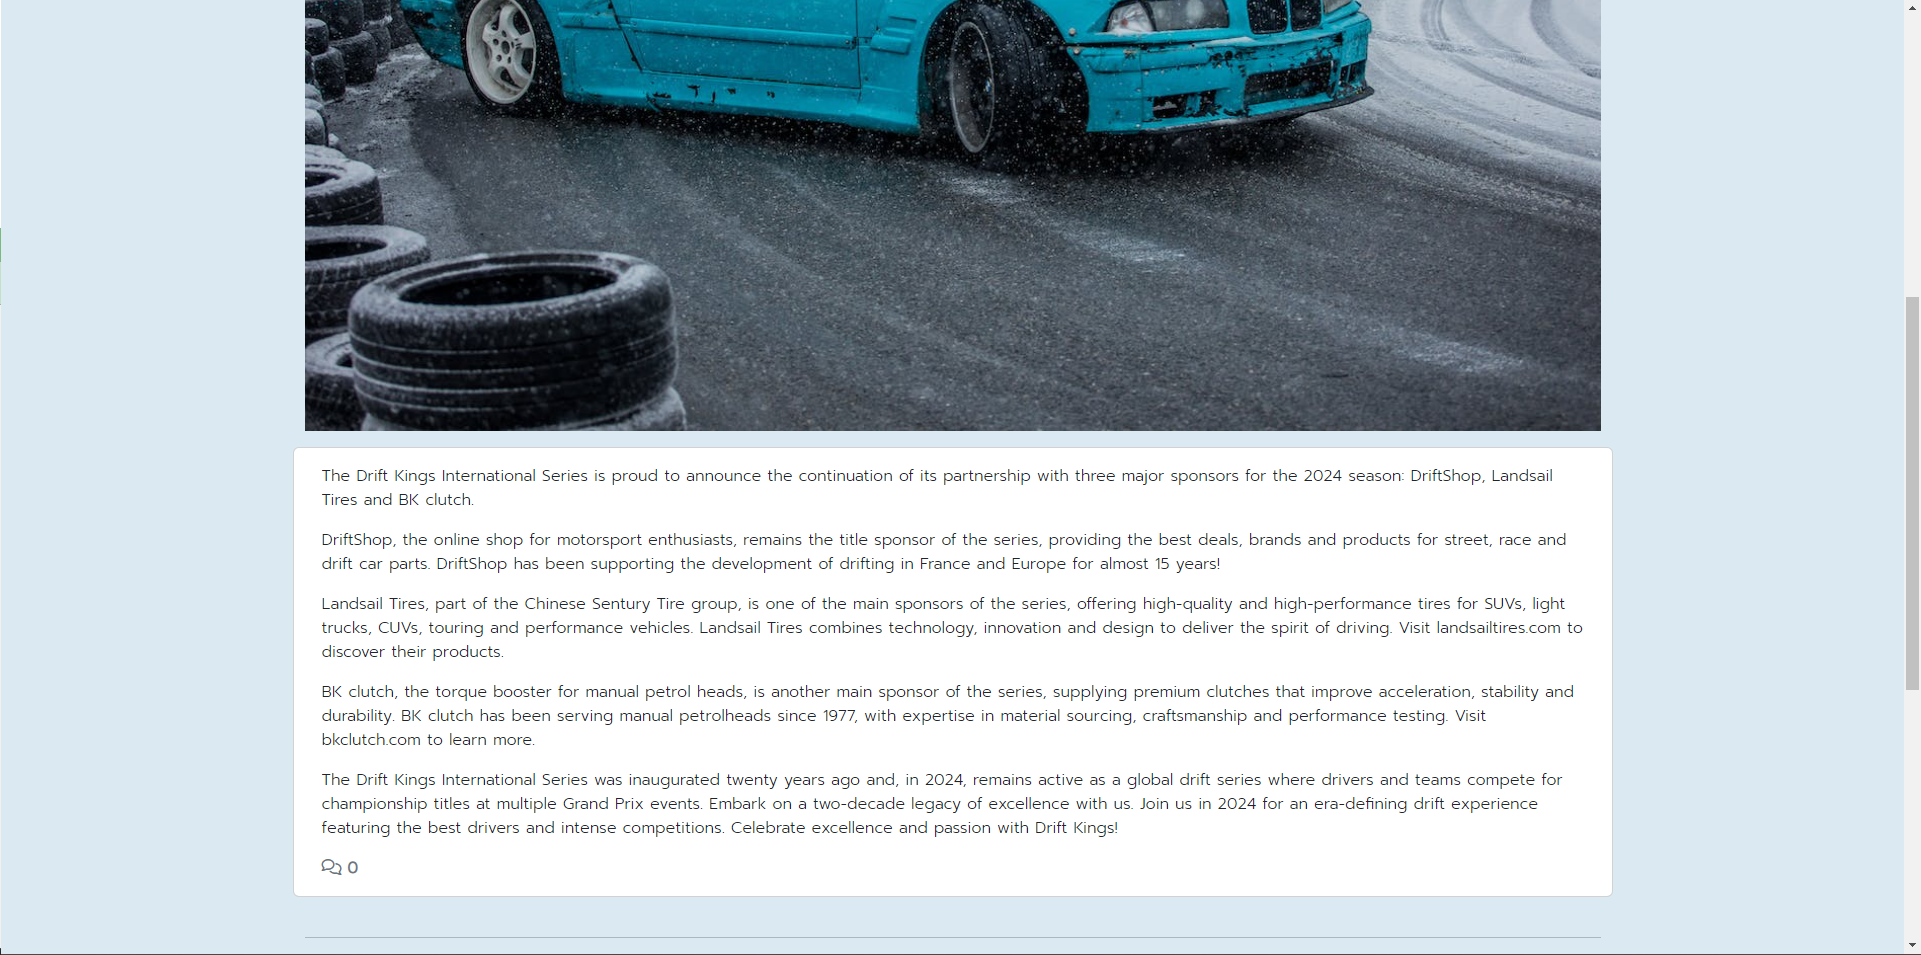 The Drift Kings International Series is proud to announce the continuation of its partnership with three major sponsors for the 2024 season: DriftShop, Landsail
Tires and BK clutch.
DriftShop, the online shop for motorsport enthusiasts, remains the title sponsor of the series, providing the best deals, brands and products for street, race and
drift car parts. DriftShop has been supporting the development of drifting in France and Europe for almost 15 years!
Landsail Tires, part of the Chinese Sentury Tire group, is one of the main sponsors of the series, offering high-quality and high-performance tires for SUVs, light
trucks, CUVs, touring and performance vehicles. Landsail Tires combines technology, innovation and design to deliver the spirit of driving. Visit landsailtires.com to
discover their products.
BK clutch, the torque booster for manual petrol heads, is another main sponsor of the series, supplying premium clutches that improve acceleration, stability and
durability. BK clutch has been serving manual petrolheads since 1977, with expertise in material sourcing, craftsmanship and performance testing. Visit
bkclutch.com to learn more.
The Drift Kings International Series was inaugurated twenty years ago and, in 2024, remains active as a global drift series where drivers and teams compete for
championship titles at multiple Grand Prix events. Embark on a two-decade legacy of excellence with us. Join us in 2024 for an era-defining drift experience
featuring the best drivers and intense competitions. Celebrate excellence and passion with Drift Kings!
0